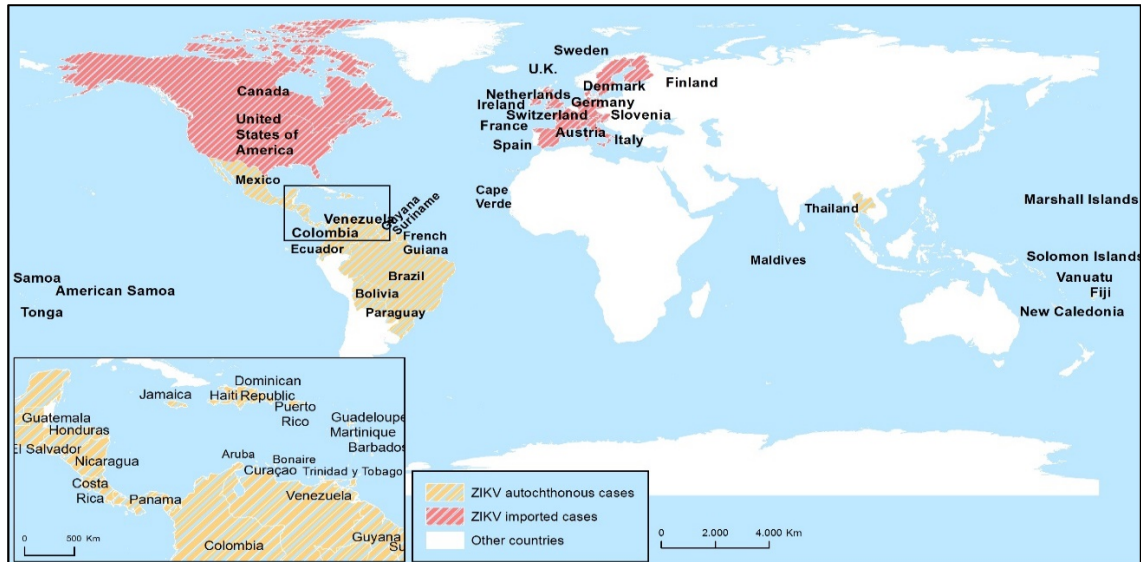 Sweden
U.K.
Finland
Denmark
Canada
Netherlands
Germany
Ireland
Switzerland
Slovenia
United
States of
America
France
Austria
Italy
Spain
Mexico
Cape
Verde
Marshall Islands
Thailand
Guyana
Suriname
Venezuela
Colombia
French
Guiana
Ecuador
Maldives
Solomon Islands
Brazil
Samoa
Vanuatu
American Samoa
Bolivia
Fiji
Tonga
Paraguay
New Caledonia
Dominican
Republic
Jamaica
Haiti
Puerto
Rico
Guadeloupe
Guatemala
Honduras
Martinique
Barbados
El Salvador
Nicaragua
Aruba
Bonaire
Curaçao
Trinidad y Tobago
Costa
Rica
Panama
Venezuela
Guyana
Su
Colombia
0 500 Km
ZIKV autochthonous cases
ZIKV imported cases
Other countries
0 2.000 4.000 Km